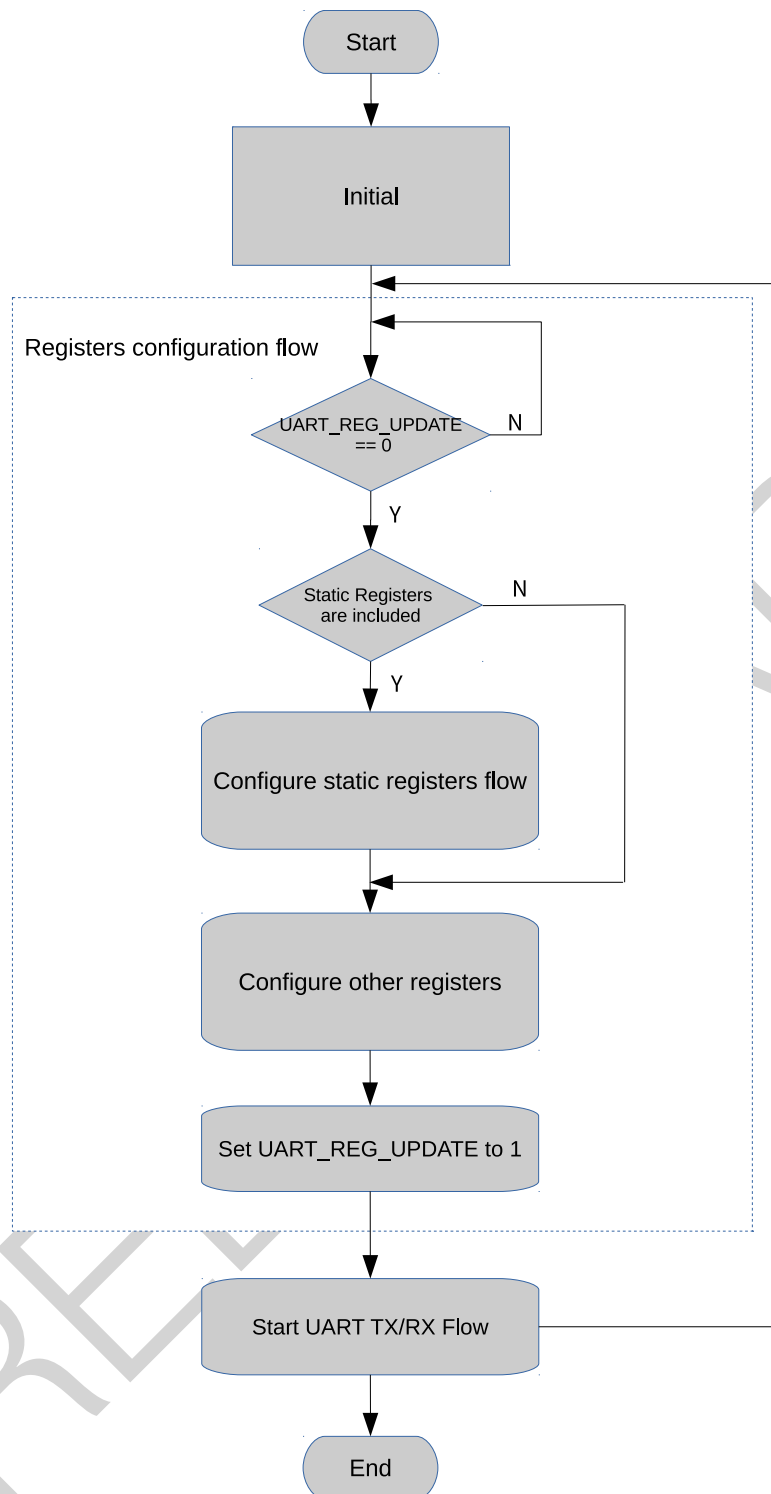 Start
Initial
Registers configuration flow
UART_REG_UPDATE
== 0
N
Y
Static Registers
are included
N
Y
Configure static registers flow
Configure other registers
Set UART_REG_UPDATE to 1
Start UART TX/RX Flow
End